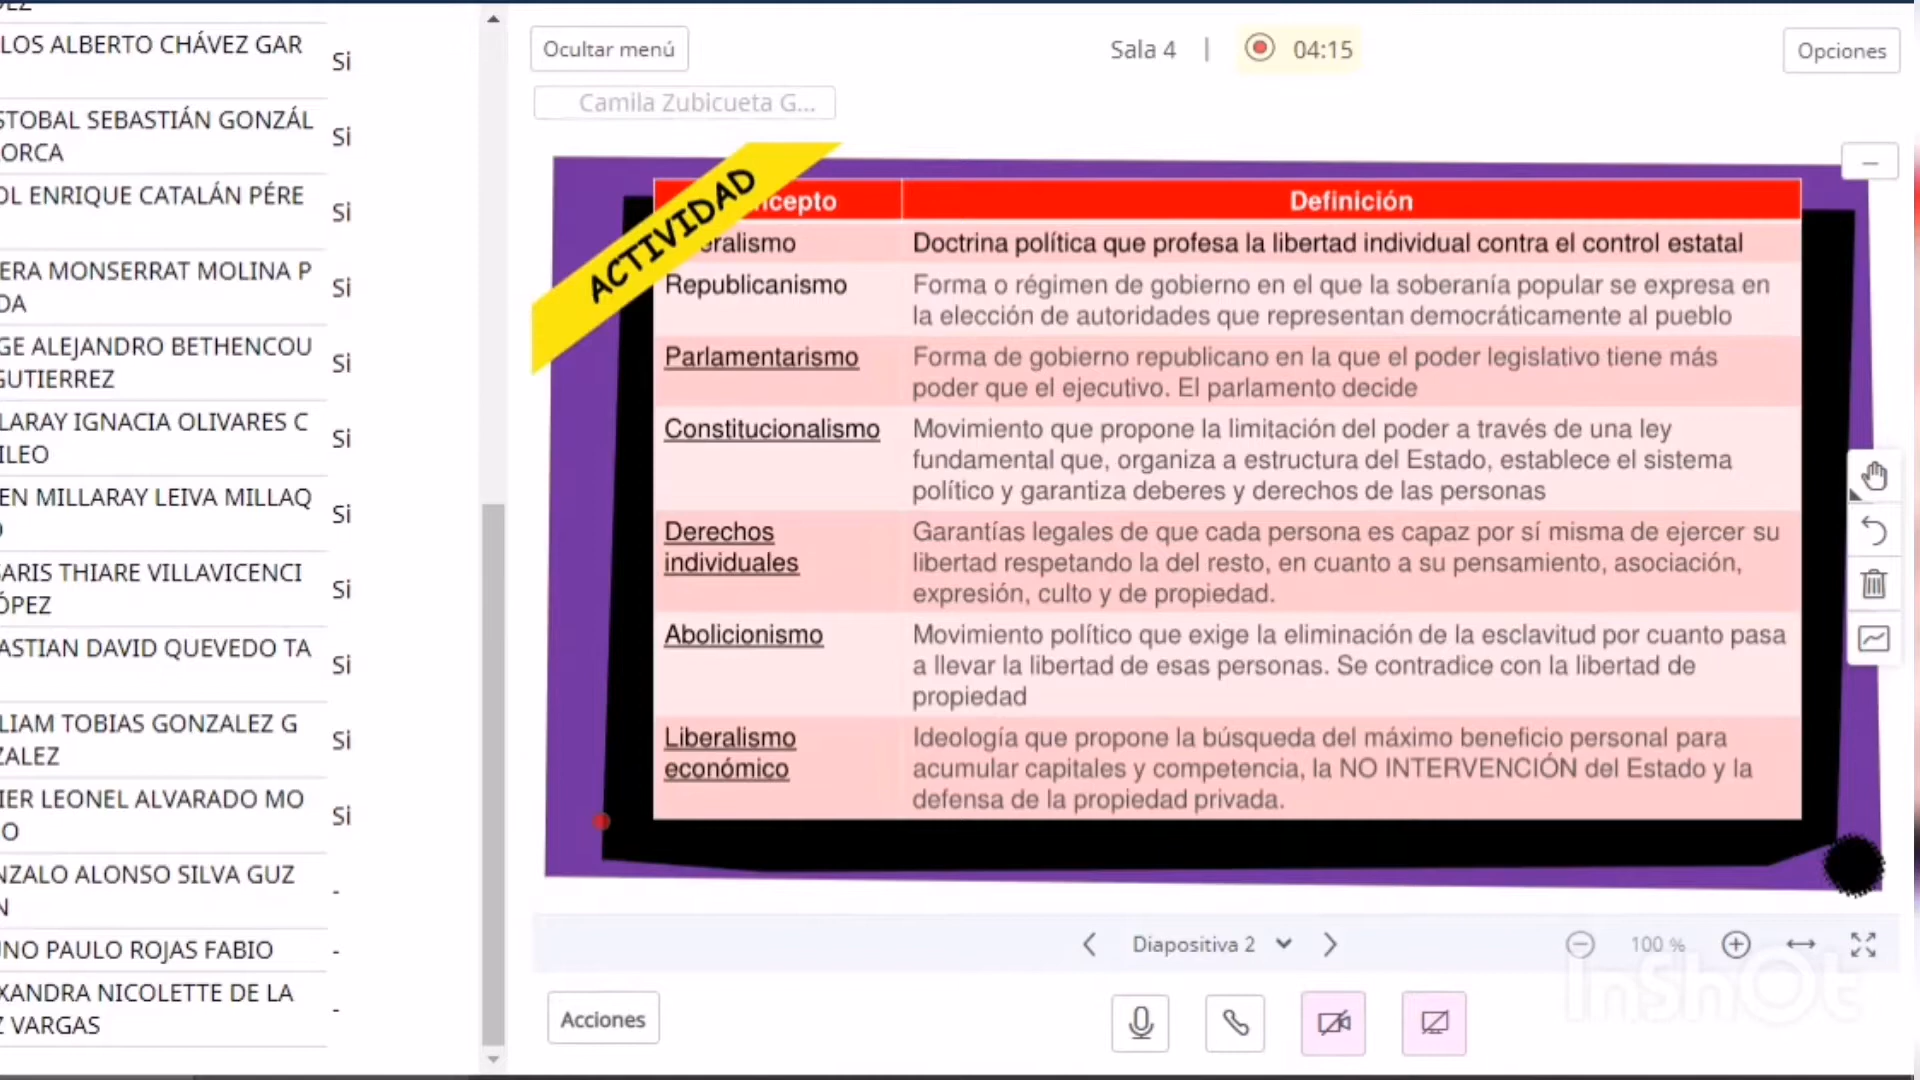 LOS ALBERTO CHÁVEZ GAR
Si
STOBAL SEBASTIÁN GONZÁL
ORCA
Si
OL ENRIQUE CATALÁN PÉRE
Si
ERA MONSERRAT MOLINA P
DA
Si
GE ALEJANDRO BETHENCOU
GUTIERREZ
Si
LARAY IGNACIA OLIVARES C
ILEO
Si
EN MILLARAY LEIVA MILLAQ
Si
ARIS THIARE VILLAVICENCI
ÓPEZ
Si
ASTIAN DAVID QUEVEDO TA
Si
LIAM TOBIAS GONZALEZ G
ZALEZ
Si
IER LEONEL ALVARADO MO
O
Si
NZALO ALONSO SILVA GUZ
N
-
NO PAULO ROJAS FABIO
-
XANDRA NICOLETTE DE LA
Z VARGAS
-
Ocultar menú
Sala 4 | 04:15
Opciones
Camila Zubicueta G...
ACTIVIDAD
ncepto
Definición
eralismo
Doctrina política que profesa la libertad individual contra el control estatal
Republicanismo
Forma o régimen de gobierno en el que la soberanía popular se expresa en
la elección de autoridades que representan democráticamente al pueblo
Parlamentarismo
Forma de gobierno republicano en la que el poder legislativo tiene más
poder que el ejecutivo. El parlamento decide
Constitucionalismo
Movimiento que propone la limitación del poder a través de una ley
fundamental que, organiza a estructura del Estado, establece el sistema
político y garantiza deberes y derechos de las personas
Derechos
individuales
Garantías legales de que cada persona es capaz por sí misma de ejercer su
libertad respetando la del resto, en cuanto a su pensamiento, asociación,
expresión, culto y de propiedad.
Abolicionismo
Movimiento político que exige la eliminación de la esclavitud por cuanto pasa
a llevar la libertad de esas personas. Se contradice con la libertad de
propiedad
Liberalismo
económico
Ideología que propone la búsqueda del máximo beneficio personal para
acumular capitales y competencia, la NO INTERVENCIÓN del Estado y la
defensa de la propiedad privada.
Diapositiva 2
100 %
Acciones
InShOt